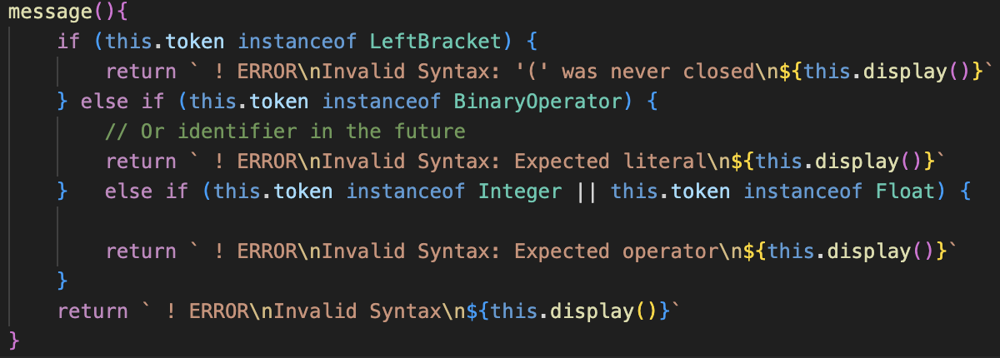 message(){
    if (this.token instanceof LeftBracket) {
        return ` ! ERROR\nInvalid Syntax: '(' was never closed\n${this.display()}`
    } else if (this.token instanceof BinaryOperator) {
        // Or identifier in the future
        return ` ! ERROR\nInvalid Syntax: Expected literal\n${this.display()}`
    }   else if (this.token instanceof Integer || this.token instanceof Float) {

        return ` ! ERROR\nInvalid Syntax: Expected operator\n${this.display()}`
    }
    return ` ! ERROR\nInvalid Syntax\n${this.display()}`
}